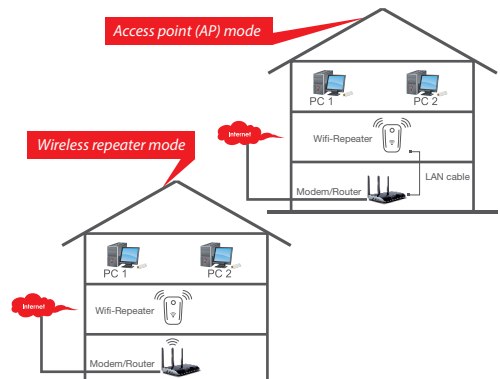 Access point (AP) mode
PC 1
PC 2
Internet
Wifi-Repeater
LAN cable
Modem/Router
Wireless repeater mode
PC 1
PC 2
Internet
Wifi-Repeater
Modem/Router